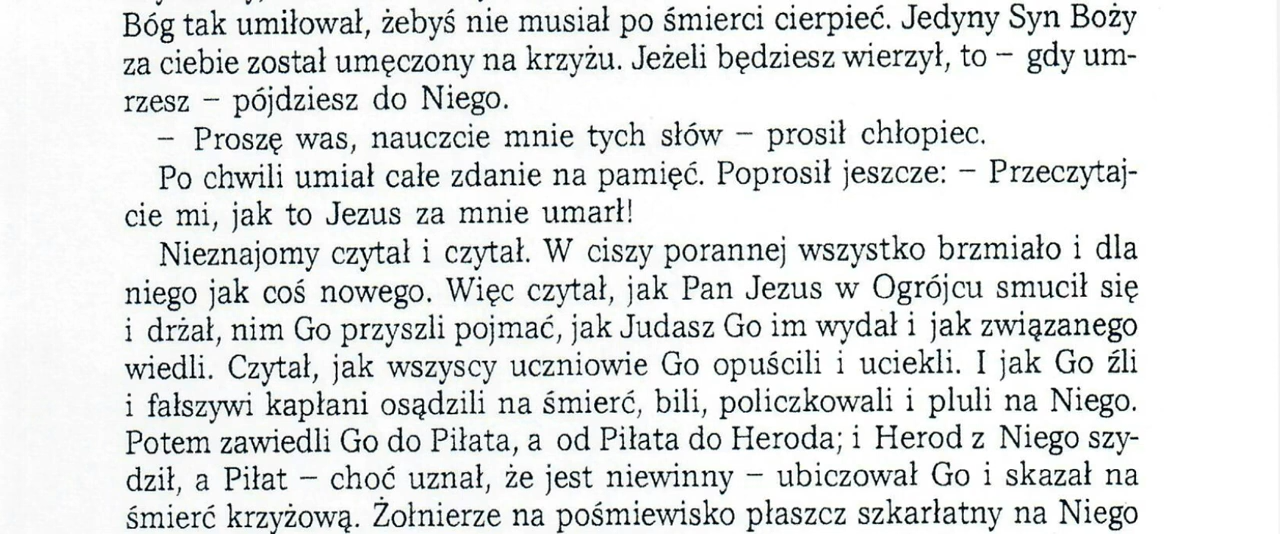 Bóg tak umiłował, żebyś nie musiał po śmierci cierpieć. Jedyny Syn Boży
za ciebie został umęczony na krzyżu. Jeżeli będziesz wierzył, to – gdy um-
rzesz – pójdziesz do Niego.
– Proszę was, nauczcie mnie tych słów – prosił chłopiec.
Po chwili umiał całe zdanie na pamięć. Poprosił jeszcze: – Przeczytaj-
cie mi, jak to Jezus za mnie umarł!
Nieznajomy czytał i czytał. W ciszy porannej wszystko brzmiało i dla
niego jak coś nowego. Więc czytał, jak Pan Jezus w Ogrójcu smucił się
i drżał, nim Go przyszli pojmać, jak Judasz Go im wydał i jak związanego
wiedli. Czytał, jak wszyscy uczniowie Go opuścili i uciekli. I jak Go źli
i fałszywi kapłani osądzili na śmierć, bili, policzkowali i pluli na Niego.
Potem zawiedli Go do Piłata, a od Piłata do Heroda; i Herod z Niego szy-
dził, a Piłat – choć uznał, że jest niewinny – ubiczował Go i skazał na
śmierć krzyżową. Żołnierze na pośmiewisko płaszcz szkarłatny na Niego